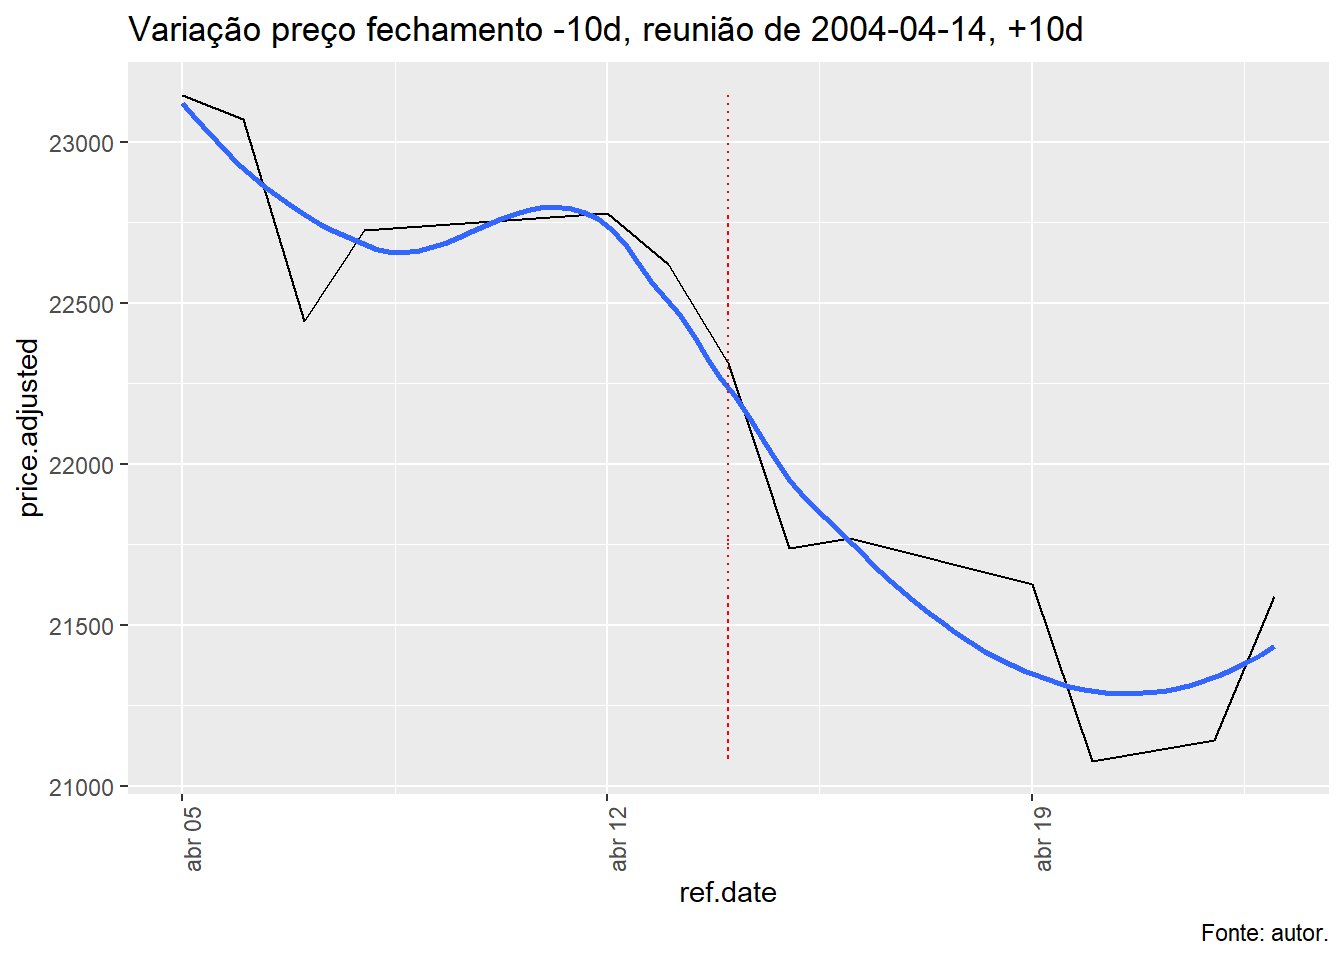 Variação preço fechamento -10d, reunião de 2004-04-14, +10d
price.adjusted
23000
22500
22000
21500
21000
abr 05
abr 12
abr 19
ref.date
Fonte: autor.